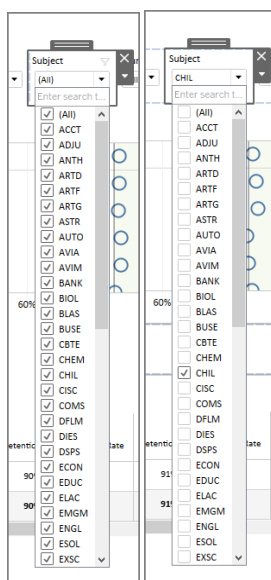 Subject
(All)
Enter search t...
(All)
ACCT
ADJU
ANTH
ARTD
ARTF
ARTG
ASTR
AUTO
AVIA
AVIM
BANK
BIOL
BLAS
BUSE
CBTE
CHEM
CHIL
CISC
COMS
DFLM
DIES
DSPS
ECON
EDUC
ELAC
EMGM
ENGL
ESOL
EXSC
60%
etentio
ate
90
90
Subject
CHIL
Enter search t...
(All)
ACCT
ADJU
ANTH
ARTD
ARTF
ARTG
ASTR
AUTO
AVIA
AVIM
BANK
BIOL
BLAS
BUSE
CBTE
CHEM
CHIL
CISC
COMS
DFLM
DIES
DSPS
ECON
EDUC
ELAC
EMGM
ENGL
ESOL
EXSC
60%
etentic
Rate
91
91